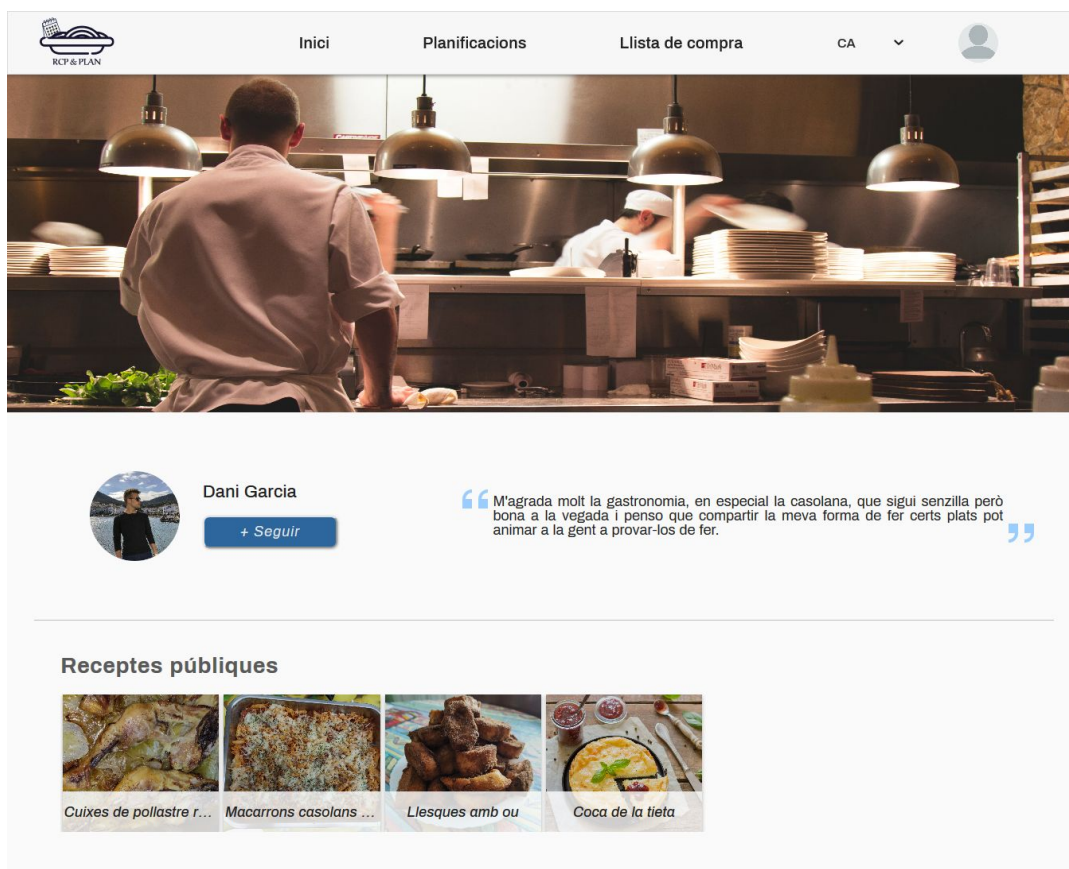 RCP & PLAN
Inici
Planificacions
Llista de compra
CA
Dani Garcia
+ Seguir
“ M'agrada molt la gastronomia, en especial la casolana, que sigui senzilla però
bona a la vegada i penso que compartir la meva forma de fer certs plats pot
animar a la gent a provar-los de fer. ”
Receptes públiques
Cuixes de pollastre r...
Macarrons casolans ...
Llesques amb ou
Coca de la tieta